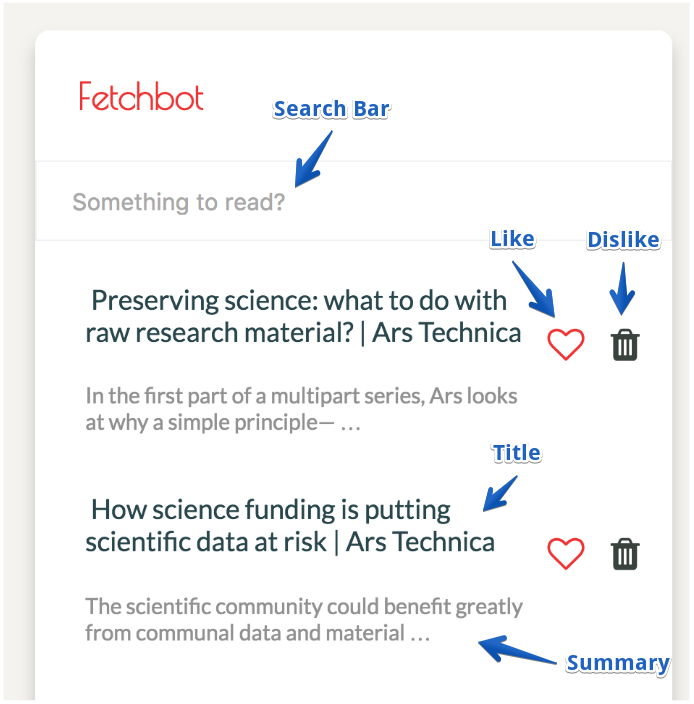 Fetchbot
Search Bar
Something to read?
Like
Dislike
Preserving science: what to do with
raw research material? | Ars Technica
In the first part of a multipart series, Ars looks
at why a simple principle— ...
Title
How science funding is putting
scientific data at risk | Ars Technica
The scientific community could benefit greatly
from communal data and material ...
Summary